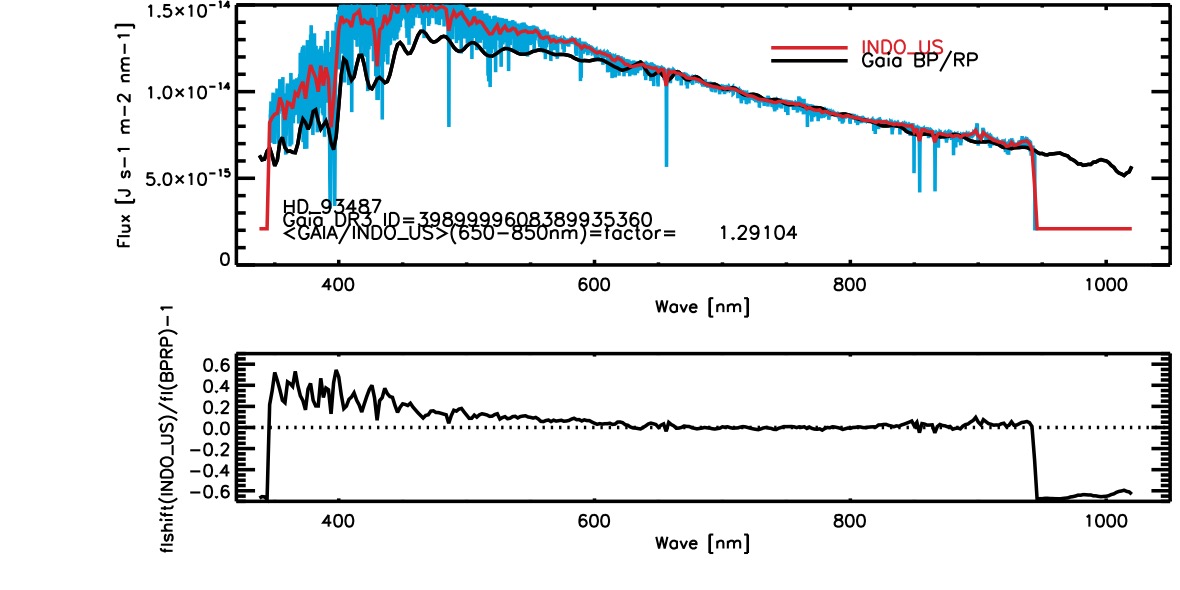 1.5×10−14
1.0×10−14
5.0×10−15
0
Flux [J s−1 m−2 nm−1]
INDO_US
Gaia BP/RP
HD_93487
Gaia DR3 ID=3989999608389935360
<GAIA/INDO_US>(650−850nm)=factor= 1.29104
400 600 800 1000
Wave [nm]
flshift(INDO_US)/fl(BPRP)−1
0.6
0.4
0.2
0.0
−0.2
−0.4
−0.6
400 600 800 1000
Wave [nm]